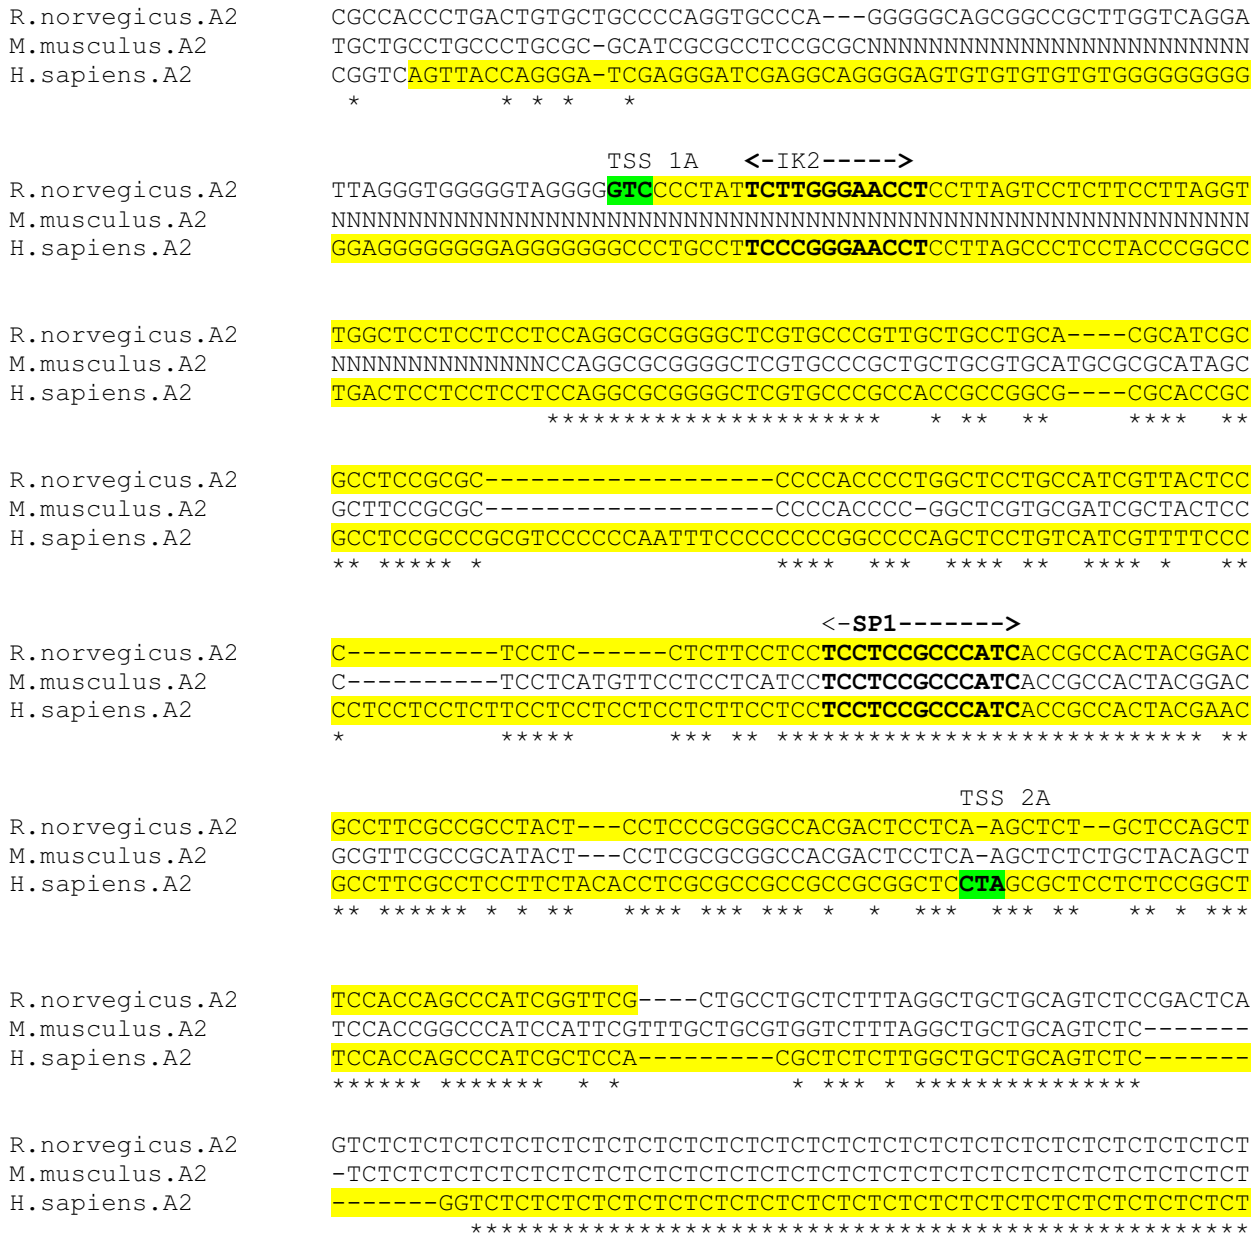 R.norvegicus.A2 CGCCACCCTGACTGTGCTGCCCCAGGTGCCCA---GGGGGCAGCGGCCGCTTGGTCAGGA
M.musculus.A2 TGCTGCCTGCCCTGCGC-GCATCGCGCCTCCGCGCNNNNNNNNNNNNNNNNNNNNNNNNN
H.sapiens.A2 CGGTCAGTTACCAGGGA-TCGAGGGATCGAGGCAGGGGAGTGTGTGTGTGTGGGGGGGGG
* * * * *
TSS 1A <-IK2----->
R.norvegicus.A2 TTAGGGTGGGGGTAGGGGGTCCCCTATTCTTGGGAACCTCCTTAGTCCTCTTCCTTAGGT
M.musculus.A2 NNNNNNNNNNNNNNNNNNNNNNNNNNNNNNNNNNNNNNNNNNNNNNNNNNNNNNNNNNNN
H.sapiens.A2 GGAGGGGGGGGAGGGGGGGCCCTGCCTTCCCGGGAACCTCCTTAGCCCTCCTACCCGGCC
R.norvegicus.A2 TGGCTCCTCCTCCTCCAGGCGCGGGGCTCGTGCCCGTTGCTGCCTGCA----CGCATCGC
M.musculus.A2 NNNNNNNNNNNNNNCCAGGCGCGGGGCTCGTGCCCGCTGCTGCGTGCATGCGCGCATAGC
H.sapiens.A2 TGACTCCTCCTCCTCCAGGCGCGGGGCTCGTGCCCGCCACCGCCGGCG----CGCACCGC
********************** * ** ** **** **
R.norvegicus.A2 GCCTCCGCGC-------------------CCCCACCCCTGGCTCCTGCCATCGTTACTCC
M.musculus.A2 GCTTCCGCGC-------------------CCCCACCCC-GGCTCGTGCGATCGCTACTCC
H.sapiens.A2 GCCTCCGCCCGCGTCCCCCCAATTTCCCCCCCCGGCCCCAGCTCCTGTCATCGTTTTCCC
** ***** * **** *** **** ** **** * **
<-SP1------->
R.norvegicus.A2 C----------TCCTC------CTCTTCCTCCTCCTCCGCCCATCACCGCCACTACGGAC
M.musculus.A2 C----------TCCTCATGTTCCTCCTCATCCTCCTCCGCCCATCACCGCCACTACGGAC
H.sapiens.A2 CCTCCTCCTCTTCCTCCTCCTCCTCTTCCTCCTCCTCCGCCCATCACCGCCACTACGAAC
* ***** *** ** **************************** **
TSS 2A
R.norvegicus.A2 GCCTTCGCCGCCTACT---CCTCCCGCGGCCACGACTCCTCA-AGCTCT--GCTCCAGCT
M.musculus.A2 GCGTTCGCCGCATACT---CCTCGCGCGGCCACGACTCCTCA-AGCTCTCTGCTACAGCT
H.sapiens.A2 GCCTTCGCCTCCTTCTACACCTCGCGCCGCCGCCGCGGCTCCTAGCGCTCCTCTCCGGCT
** ****** * * ** **** *** *** * * *** *** ** ** * ***
R.norvegicus.A2 TCCACCAGCCCATCGGTTCG----CTGCCTGCTCTTTAGGCTGCTGCAGTCTCCGACTCA
M.musculus.A2 TCCACCGGCCCATCCATTCGTTTGCTGCGTGGTCTTTAGGCTGCTGCAGTCTC-------
H.sapiens.A2 TCCACCAGCCCATCGCTCCA---------CGCTCTCTTGGCTGCTGCAGTCTC-------
****** ******* * * * *** * ***************
R.norvegicus.A2 GTCTCTCTCTCTCTCTCTCTCTCTCTCTCTCTCTCTCTCTCTCTCTCTCTCTCTCTCTCT
M.musculus.A2 -TCTCTCTCTCTCTCTCTCTCTCTCTCTCTCTCTCTCTCTCTCTCTCTCTCTCTCTCTCT
H.sapiens.A2 -------GGTCTCTCTCTCTCTCTCTCTCTCTCTCTCTCTCTCTCTCTCTCTCTCTCTCT
***************************************************